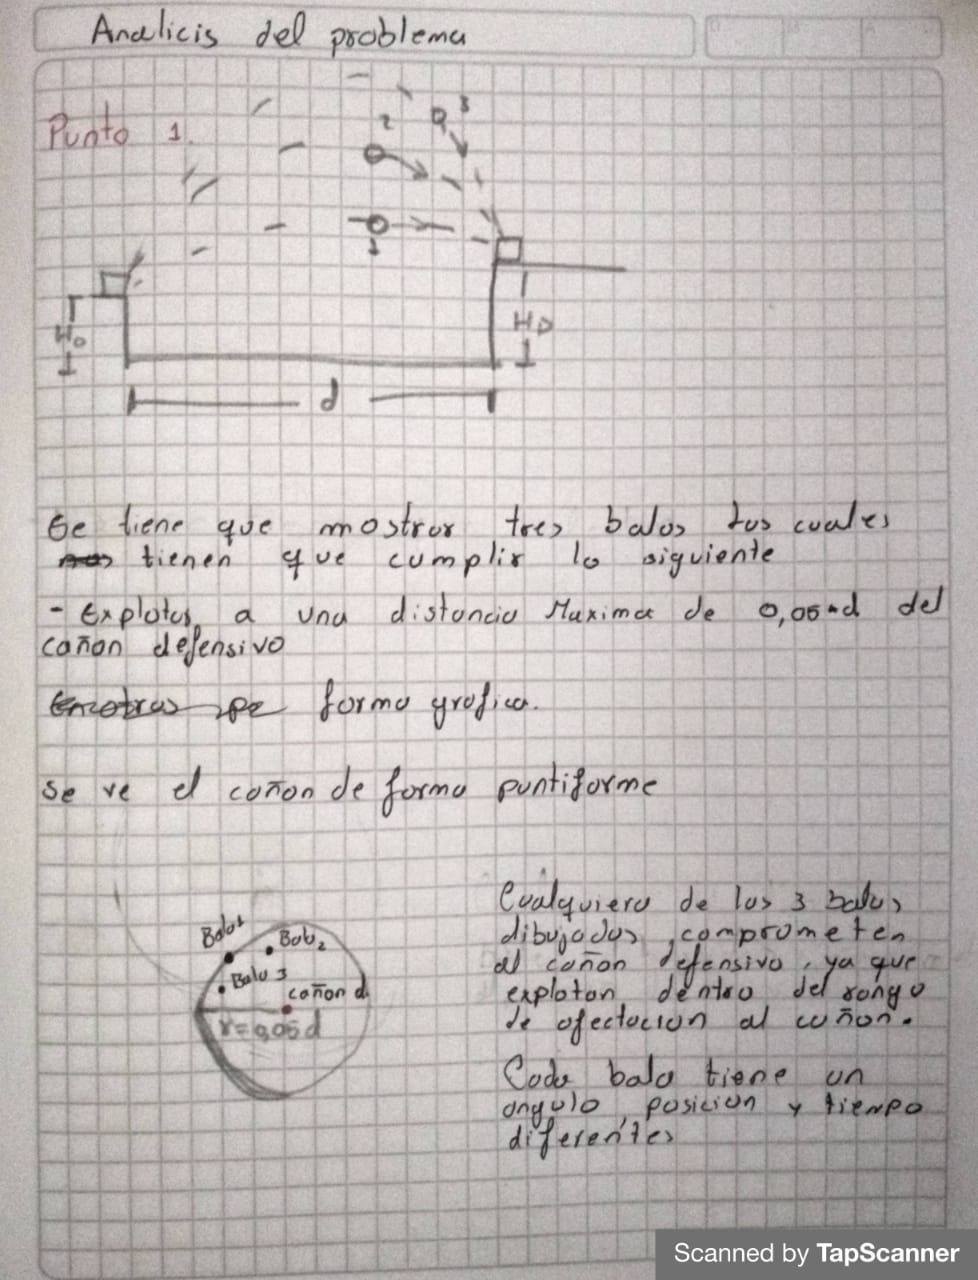 Analicis del problema
Punto 1.
2
3
1
Ho
HD
d
Se tiene que mostrar tres balas las cuales
tienen que cumplir lo siguiente
- Explotas a una distancia Maxima de 0,05*d del
cañon defensivo
forma grafica.
Se ve el cañon de forma puntiforme
Bala1
Bala2
Bala 3
cañon d.
r=0,05d
Cualquiera de las 3 balas
dibujadas, comprometen
al cañon defensivo, ya que
explotan dentro del rango
de afectacion al cañon.
Cada bala tiene un
angulo, posicion y tiempo
diferentes
Scanned by TapScanner